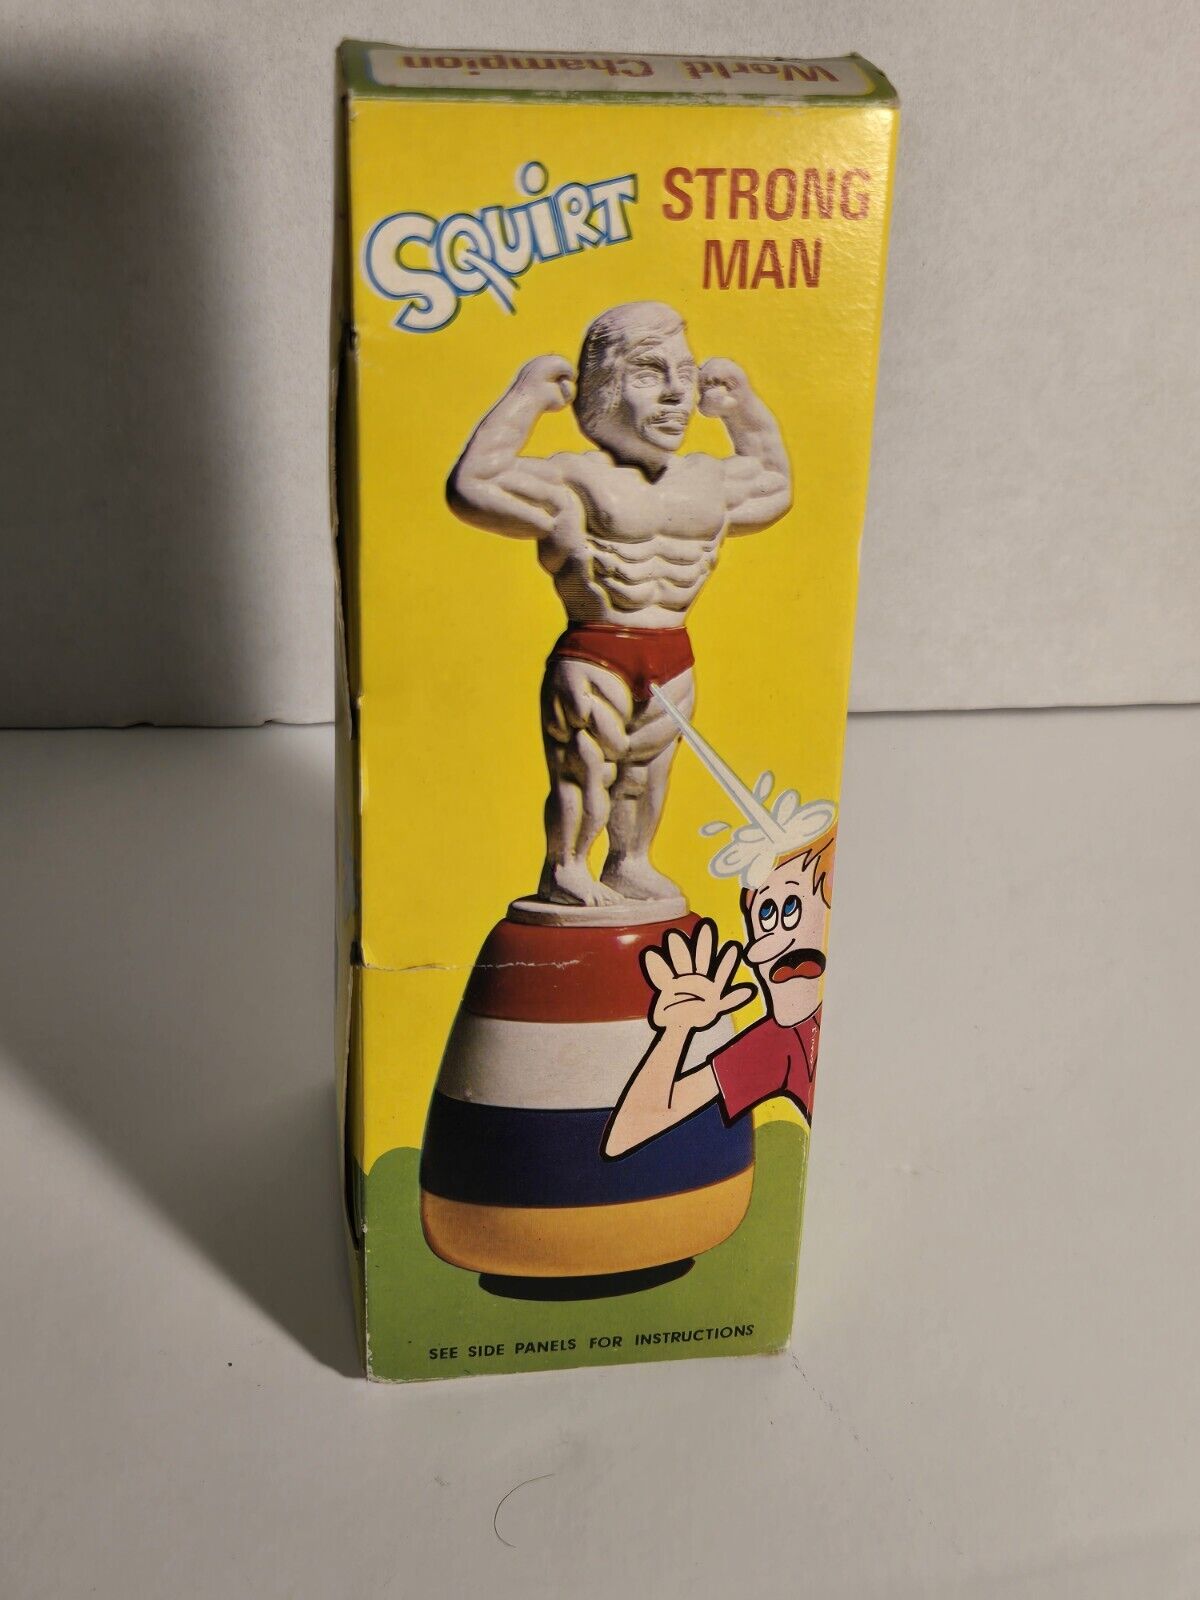 World Champion
SQUiRT STRONG
MAN
SEE SIDE PANELS FOR INSTRUCTIONS